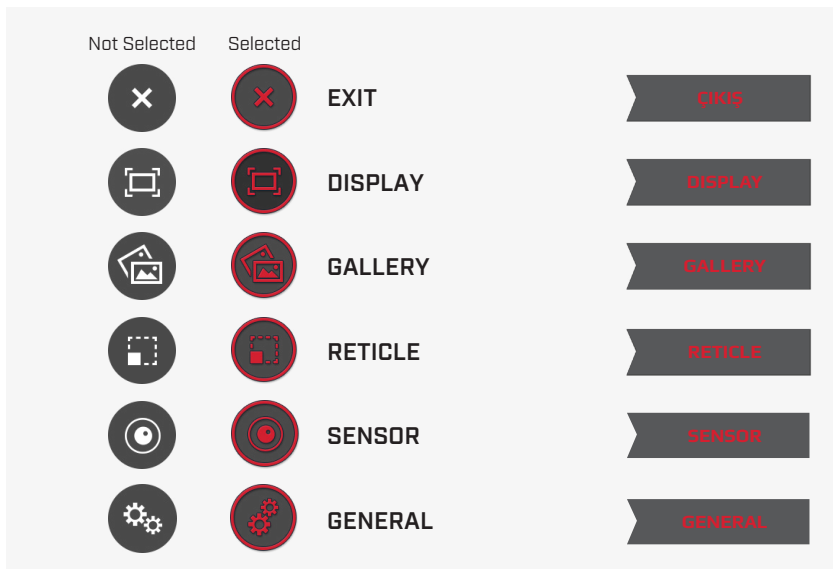 Not Selected Selected
EXIT ÇIKIŞ
DISPLAY DISPLAY
GALLERY GALLERY
RETICLE RETICLE
SENSOR SENSOR
GENERAL GENERAL